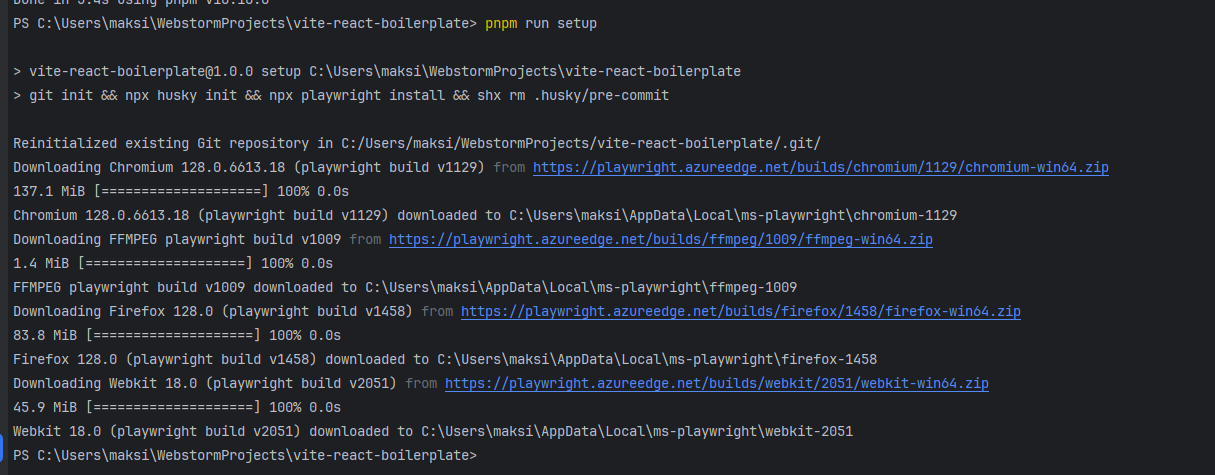 Done in 3.4s using pnpm v10.18.0
PS C:\Users\maksi\WebstormProjects\vite-react-boilerplate> pnpm run setup
> vite-react-boilerplate@1.0.0 setup C:\Users\maksi\WebstormProjects\vite-react-boilerplate
> git init && npx husky init && npx playwright install && shx rm .husky/pre-commit
Reinitialized existing Git repository in C:/Users/maksi/WebstormProjects/vite-react-boilerplate/.git/
Downloading Chromium 128.0.6613.18 (playwright build v1129) from https://playwright.azureedge.net/builds/chromium/1129/chromium-win64.zip
137.1 MiB [====================] 100% 0.0s
Chromium 128.0.6613.18 (playwright build v1129) downloaded to C:\Users\maksi\AppData\Local\ms-playwright\chromium-1129
Downloading FFMPEG playwright build v1009 from https://playwright.azureedge.net/builds/ffmpeg/1009/ffmpeg-win64.zip
1.4 MiB [====================] 100% 0.0s
FFMPEG playwright build v1009 downloaded to C:\Users\maksi\AppData\Local\ms-playwright\ffmpeg-1009
Downloading Firefox 128.0 (playwright build v1458) from https://playwright.azureedge.net/builds/firefox/1458/firefox-win64.zip
83.8 MiB [====================] 100% 0.0s
Firefox 128.0 (playwright build v1458) downloaded to C:\Users\maksi\AppData\Local\ms-playwright\firefox-1458
Downloading Webkit 18.0 (playwright build v2051) from https://playwright.azureedge.net/builds/webkit/2051/webkit-win64.zip
45.9 MiB [====================] 100% 0.0s
Webkit 18.0 (playwright build v2051) downloaded to C:\Users\maksi\AppData\Local\ms-playwright\webkit-2051
PS C:\Users\maksi\WebstormProjects\vite-react-boilerplate>